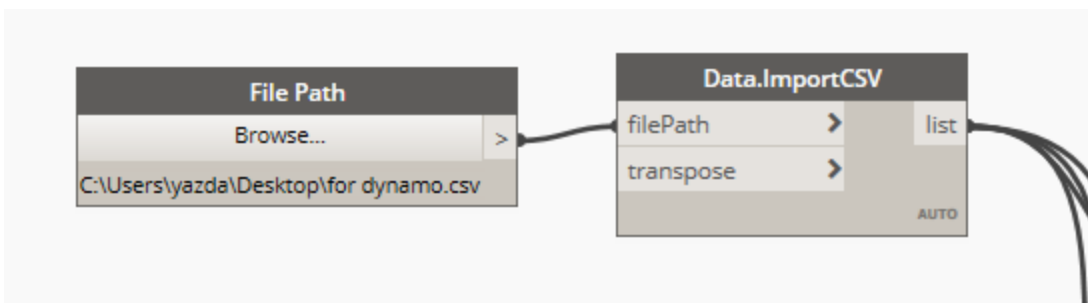 File Path
Browse...
>
C:\Users\yazda\Desktop\for dynamo.csv
Data.ImportCSV
filePath
list
transpose
AUTO